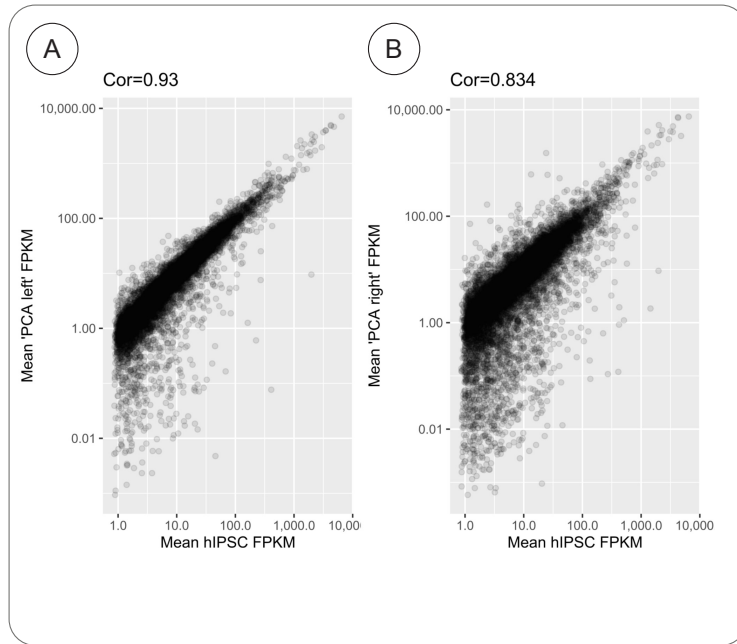 A
Cor=0.93
10,000.00
100.00
1.00
0.01
Mean 'PCA left' FPKM
1.0 10.0 100.0 1,000.0 10,00
Mean hIPSC FPKM
B
Cor=0.834
10,000.00
100.00
1.00
0.01
Mean 'PCA right' FPKM
1.0 10.0 100.0 1,000.0 10,000
Mean hIPSC FPKM